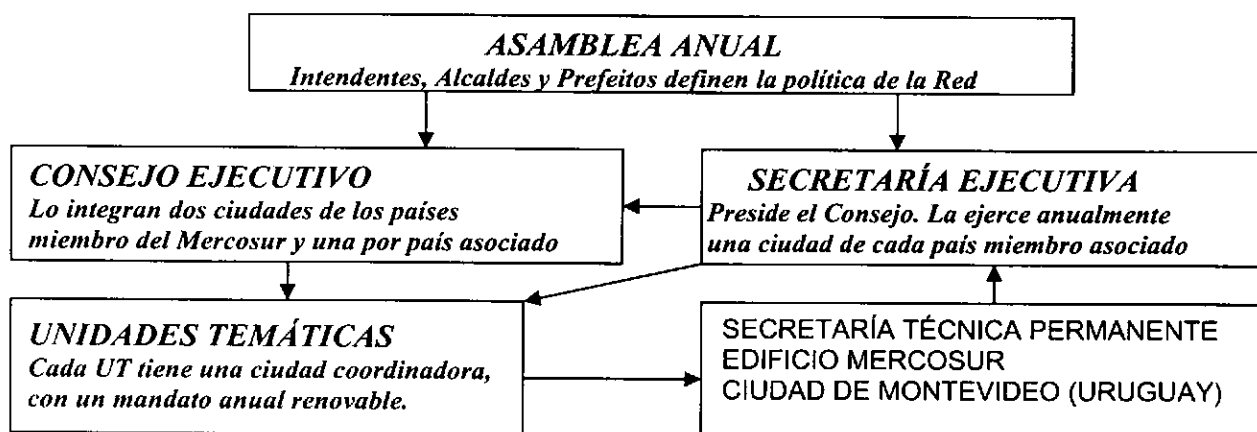 ASAMBLEA ANUAL
Intendentes, Alcaldes y Prefeitos definen la política de la Red
CONSEJO EJECUTIVO
Lo integran dos ciudades de los países
miembro del Mercosur y una por país asociado
SECRETARÍA EJECUTIVA
Preside el Consejo. La ejerce anualmente
una ciudad de cada país miembro asociado
UNIDADES TEMÁTICAS
Cada UT tiene una ciudad coordinadora,
con un mandato anual renovable.
SECRETARÍA TÉCNICA PERMANENTE
EDIFICIO MERCOSUR
CIUDAD DE MONTEVIDEO (URUGUAY)